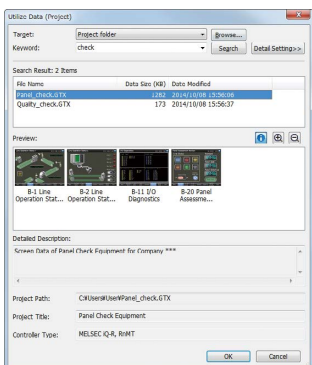 Utilize Data (Project)
Target: Project folder Browse...
Keyword: check Search Detail Setting>>
Search Result: 2 Items
File Name Data Size (KB) Date Modified
Panel_check.GTX 1282 2014/10/08 15:56:06
Quality_check.GTX 173 2014/10/08 15:56:37
Preview:
B-1 Line Operation Stat...
B-2 Line Operation Stat...
B-11 I/O Diagnostics
B-20 Panel Assessme...
Detailed Description:
Screen Data of Panel Check Equipment for Company ***
Project Path: C:¥Users¥User¥Panel_check.GTX
Project Title: Panel Check Equipment
Controller Type: MELSEC iQ-R, RnMT
OK Cancel